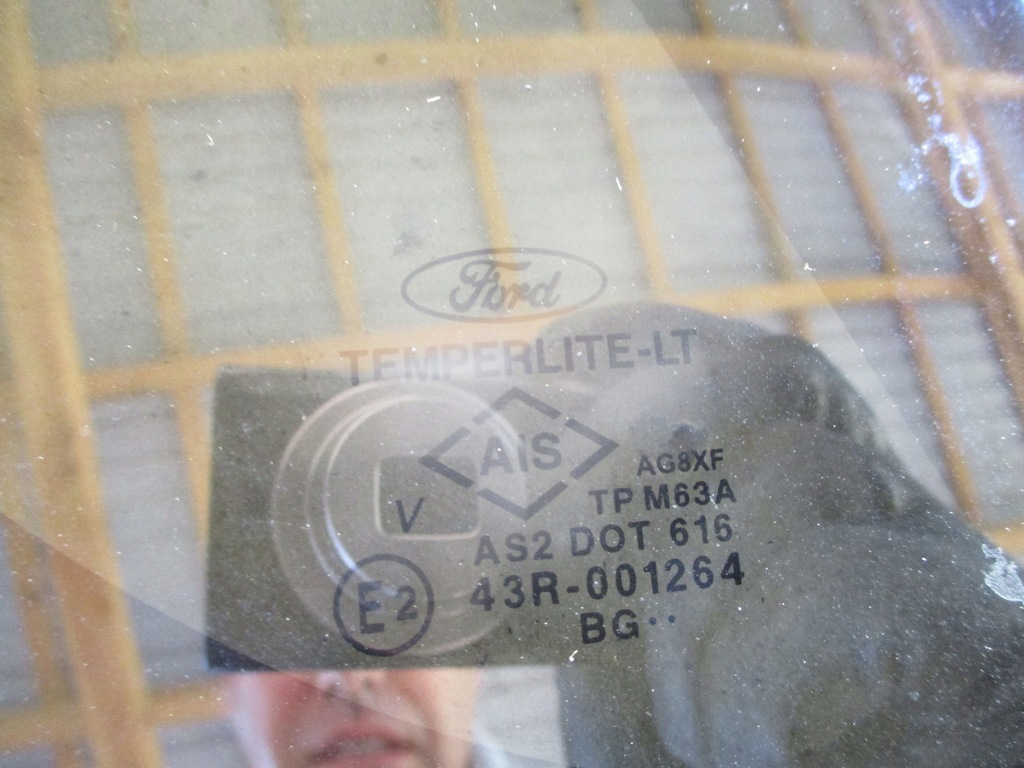 Ford
TEMPERLITE-LT
AIS
AG8XF
V
TP M63A
AS2 DOT 616
E2
43R-001264
BG··